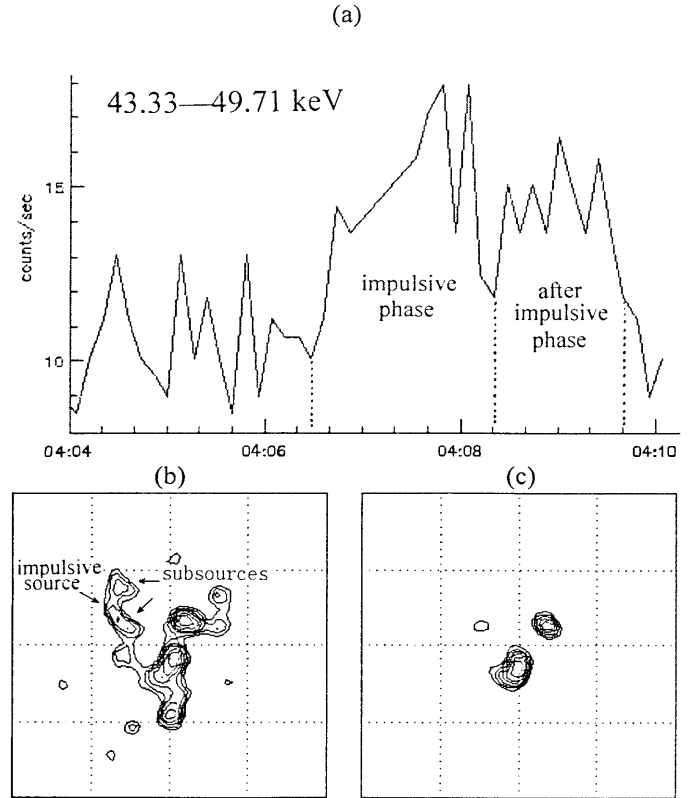 (a)
43.33—49.71 keV
counts/sec
15
10
impulsive
phase
after
impulsive
phase
04:04
04:06
04:08
04:10
(b)
(c)
impulsive
source
subsources